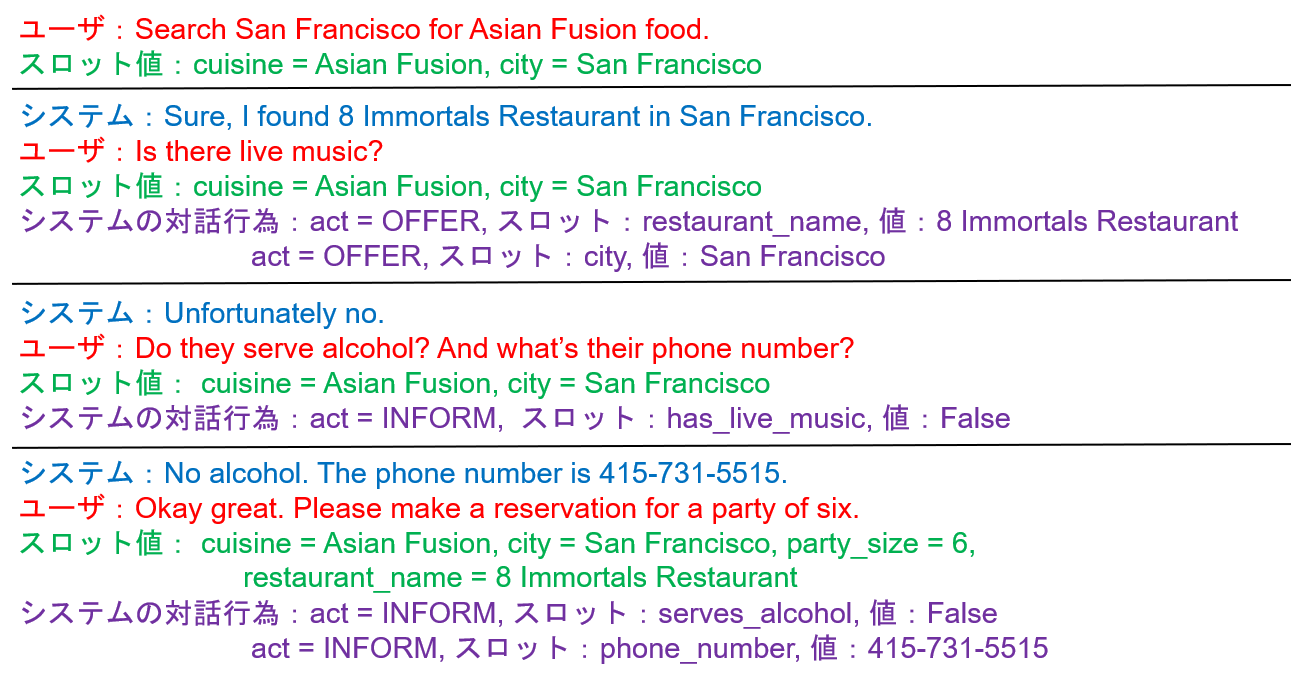 ユーザ：Search San Francisco for Asian Fusion food.
スロット値：cuisine = Asian Fusion, city = San Francisco
システム：Sure, I found 8 Immortals Restaurant in San Francisco.
ユーザ：Is there live music?
スロット値：cuisine = Asian Fusion, city = San Francisco
システムの対話行為：act = OFFER, スロット：restaurant_name, 値：8 Immortals Restaurant
act = OFFER, スロット：city, 値：San Francisco
システム：Unfortunately no.
ユーザ：Do they serve alcohol? And what’s their phone number?
スロット値： cuisine = Asian Fusion, city = San Francisco
システムの対話行為：act = INFORM, スロット：has_live_music, 値：False
システム：No alcohol. The phone number is 415-731-5515.
ユーザ：Okay great. Please make a reservation for a party of six.
スロット値： cuisine = Asian Fusion, city = San Francisco, party_size = 6,
restaurant_name = 8 Immortals Restaurant
システムの対話行為：act = INFORM, スロット：serves_alcohol, 値：False
act = INFORM, スロット：phone_number, 値：415-731-5515